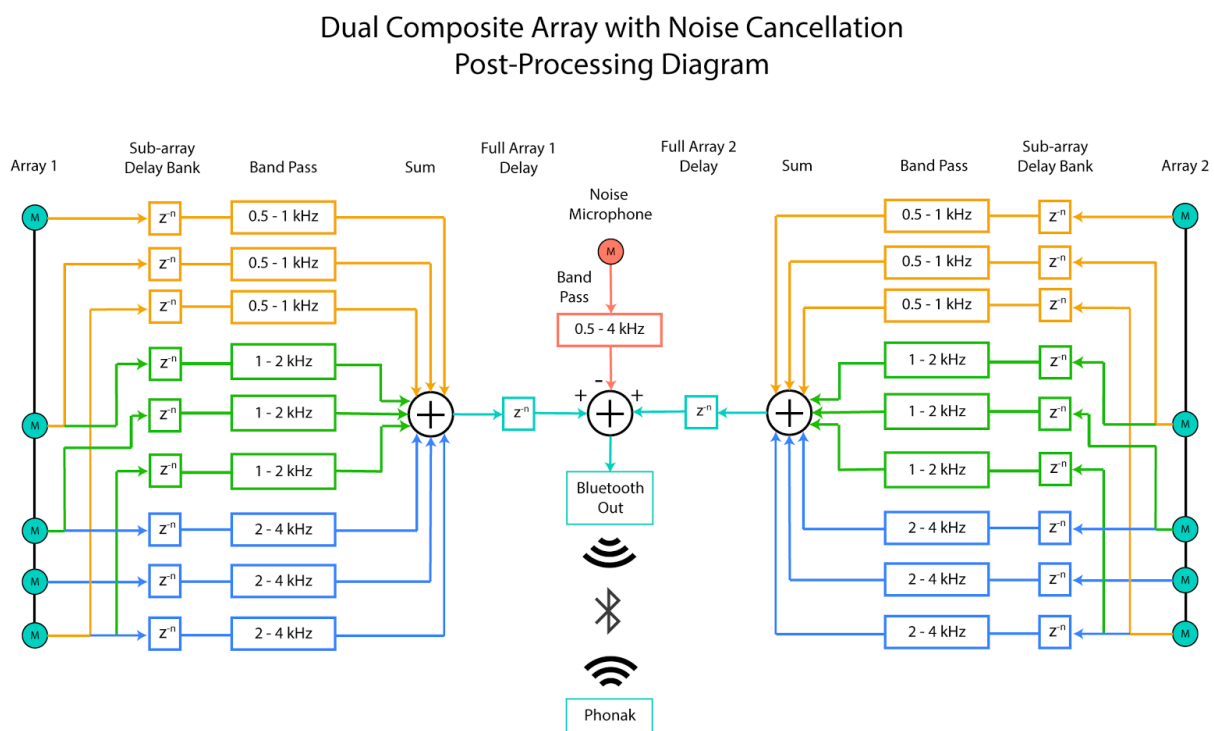 Dual Composite Array with Noise Cancellation
Post-Processing Diagram
Array 1
Sub-array
Delay Bank
Band Pass
Sum
Full Array 1
Delay
Full Array 2
Delay
Sum
Band Pass
Sub-array
Delay Bank
Array 2
Noise
Microphone
M
Band
Pass
0.5 - 4 kHz
M
z⁻ⁿ
0.5 - 1 kHz
z⁻ⁿ
0.5 - 1 kHz
z⁻ⁿ
0.5 - 1 kHz
z⁻ⁿ
1 - 2 kHz
M
z⁻ⁿ
1 - 2 kHz
z⁻ⁿ
1 - 2 kHz
M
z⁻ⁿ
2 - 4 kHz
M
z⁻ⁿ
2 - 4 kHz
M
z⁻ⁿ
2 - 4 kHz
+
z⁻ⁿ
+
-
+
+
z⁻ⁿ
+
0.5 - 1 kHz
z⁻ⁿ
M
0.5 - 1 kHz
z⁻ⁿ
0.5 - 1 kHz
z⁻ⁿ
1 - 2 kHz
z⁻ⁿ
1 - 2 kHz
z⁻ⁿ
M
1 - 2 kHz
z⁻ⁿ
2 - 4 kHz
z⁻ⁿ
M
2 - 4 kHz
z⁻ⁿ
M
2 - 4 kHz
z⁻ⁿ
M
Bluetooth
Out
Phonak